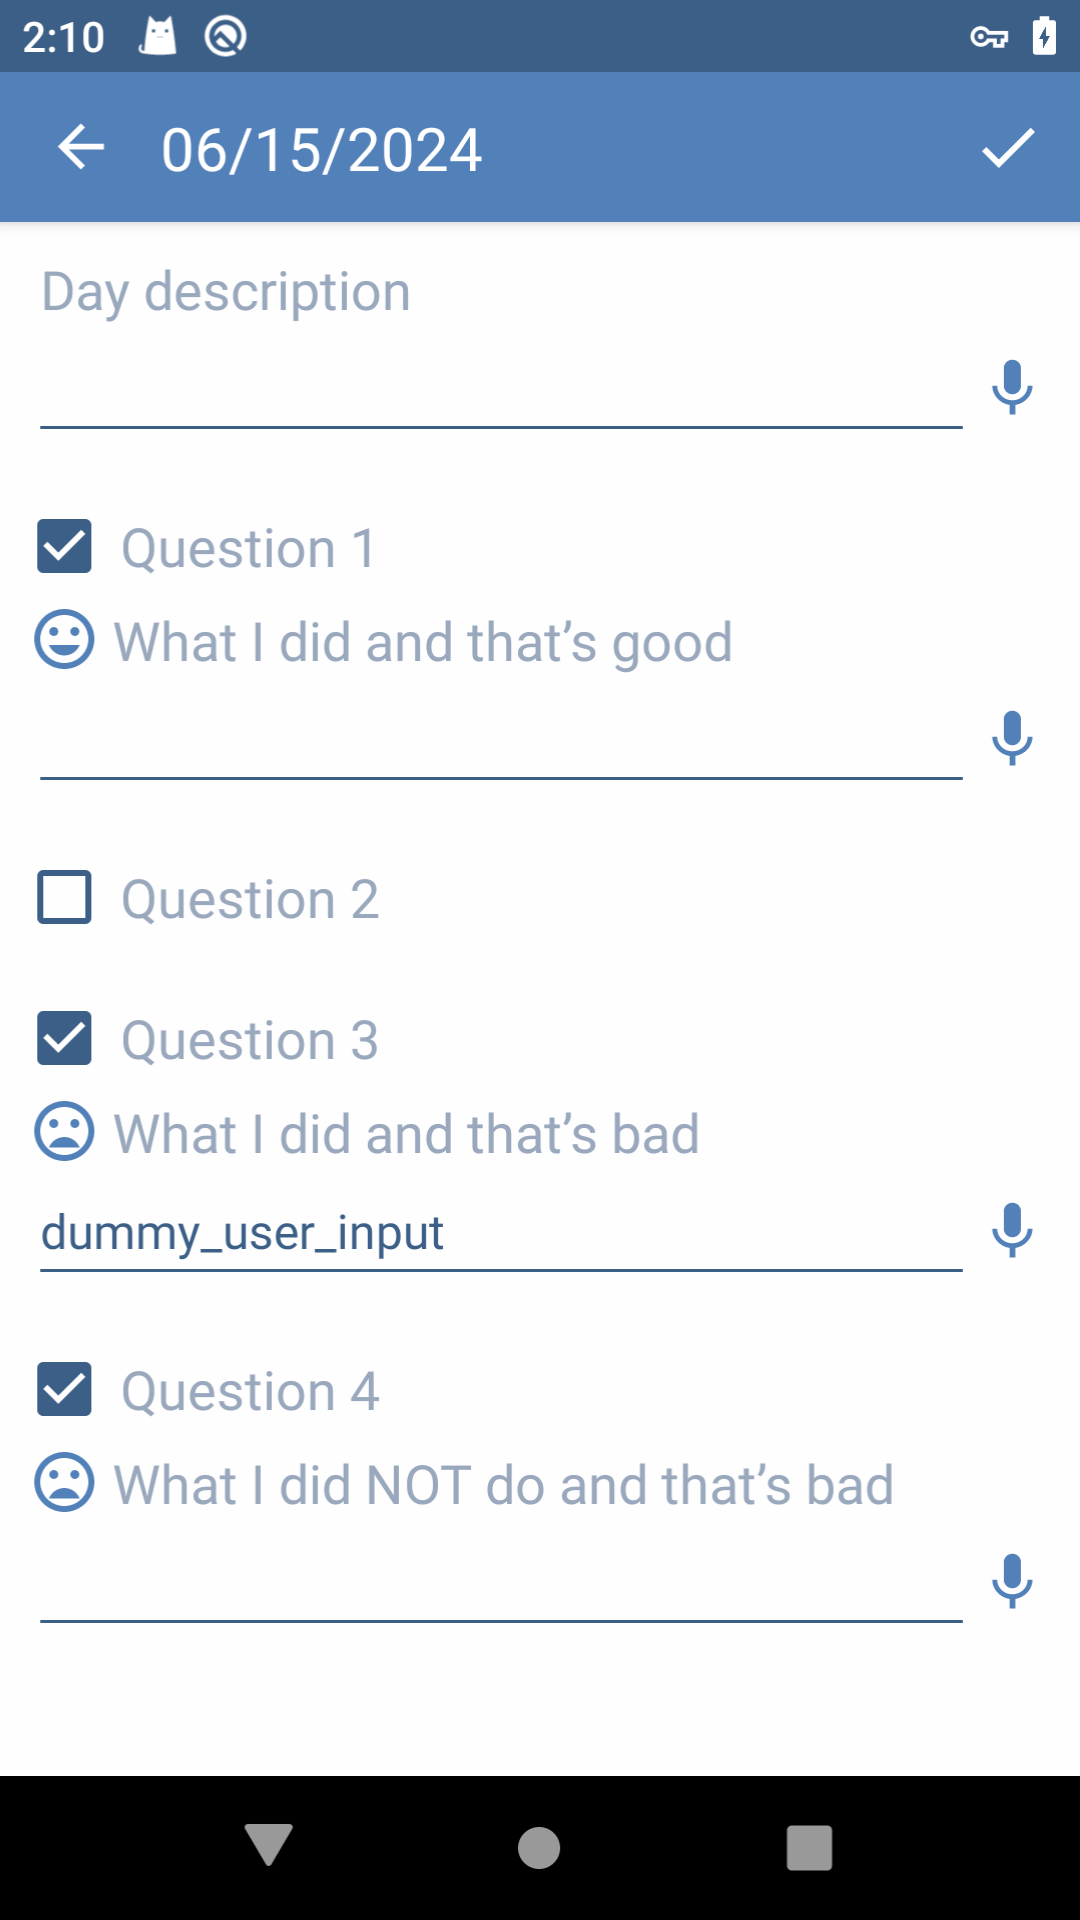 2:10
06/15/2024
Day description
Question 1
What I did and that’s good
Question 2
Question 3
What I did and that’s bad
dummy_user_input
Question 4
What I did NOT do and that’s bad